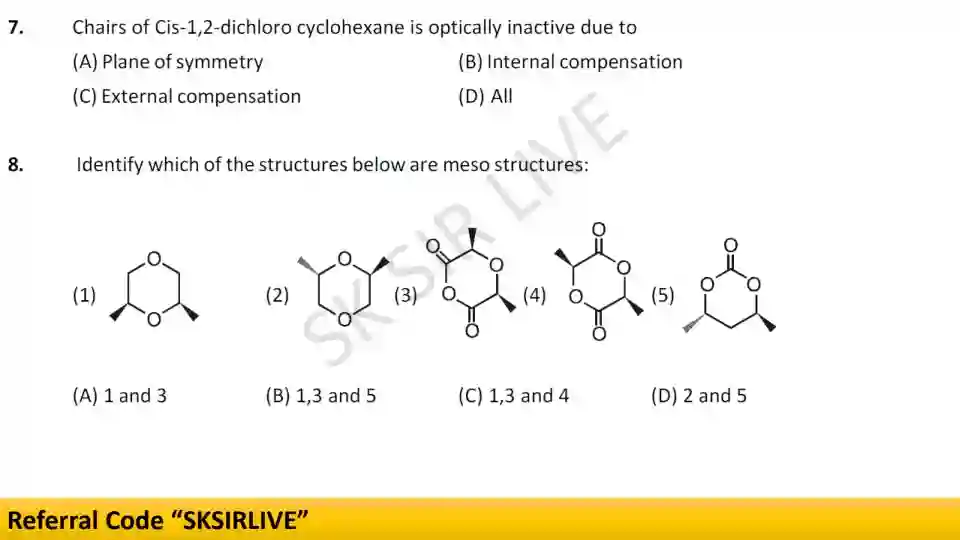 7. Chairs of Cis-1,2-dichloro cyclohexane is optically inactive due to
(A) Plane of symmetry (B) Internal compensation
(C) External compensation (D) All
8. Identify which of the structures below are meso structures:
O O O O O O O O
(1) (2) (3) (4) (5)
O O O O O O O O
(A) 1 and 3 (B) 1,3 and 5 (C) 1,3 and 4 (D) 2 and 5
SK SIR LIVE
Referral Code “SKSIRLIVE”